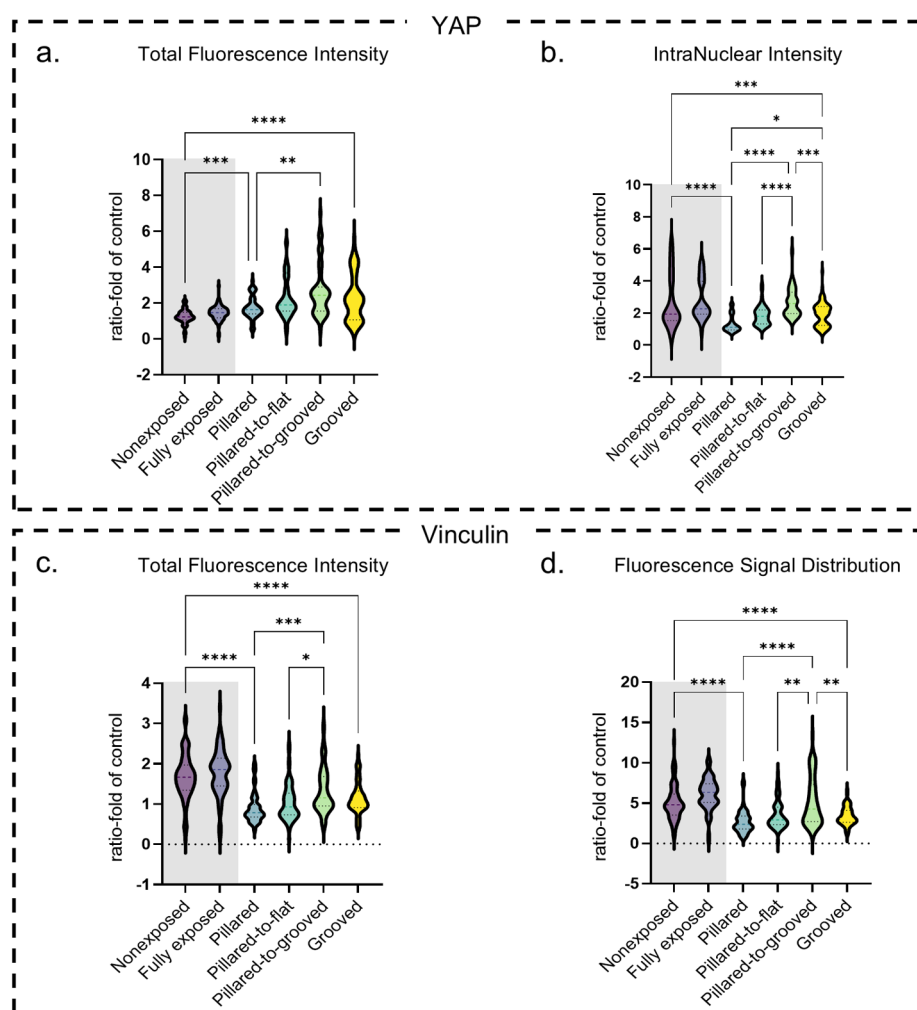 YAP
a.
Total Fluorescence Intensity
****
***
**
ratio-fold of control
10
8
6
4
2
0
-2
Nonexposed
Fully exposed
Pillared
Pillared-to-flat
Pillared-to-grooved
Grooved
b.
IntraNuclear Intensity
***
*
****
***
****
****
ratio-fold of control
10
8
6
4
2
0
-2
Nonexposed
Fully exposed
Pillared
Pillared-to-flat
Pillared-to-grooved
Grooved
Vinculin
c.
Total Fluorescence Intensity
****
***
****
*
ratio-fold of control
4
3
2
1
0
-1
Nonexposed
Fully exposed
Pillared
Pillared-to-flat
Pillared-to-grooved
Grooved
d.
Fluorescence Signal Distribution
****
****
****
**
**
ratio-fold of control
20
15
10
5
0
-5
Nonexposed
Fully exposed
Pillared
Pillared-to-flat
Pillared-to-grooved
Grooved